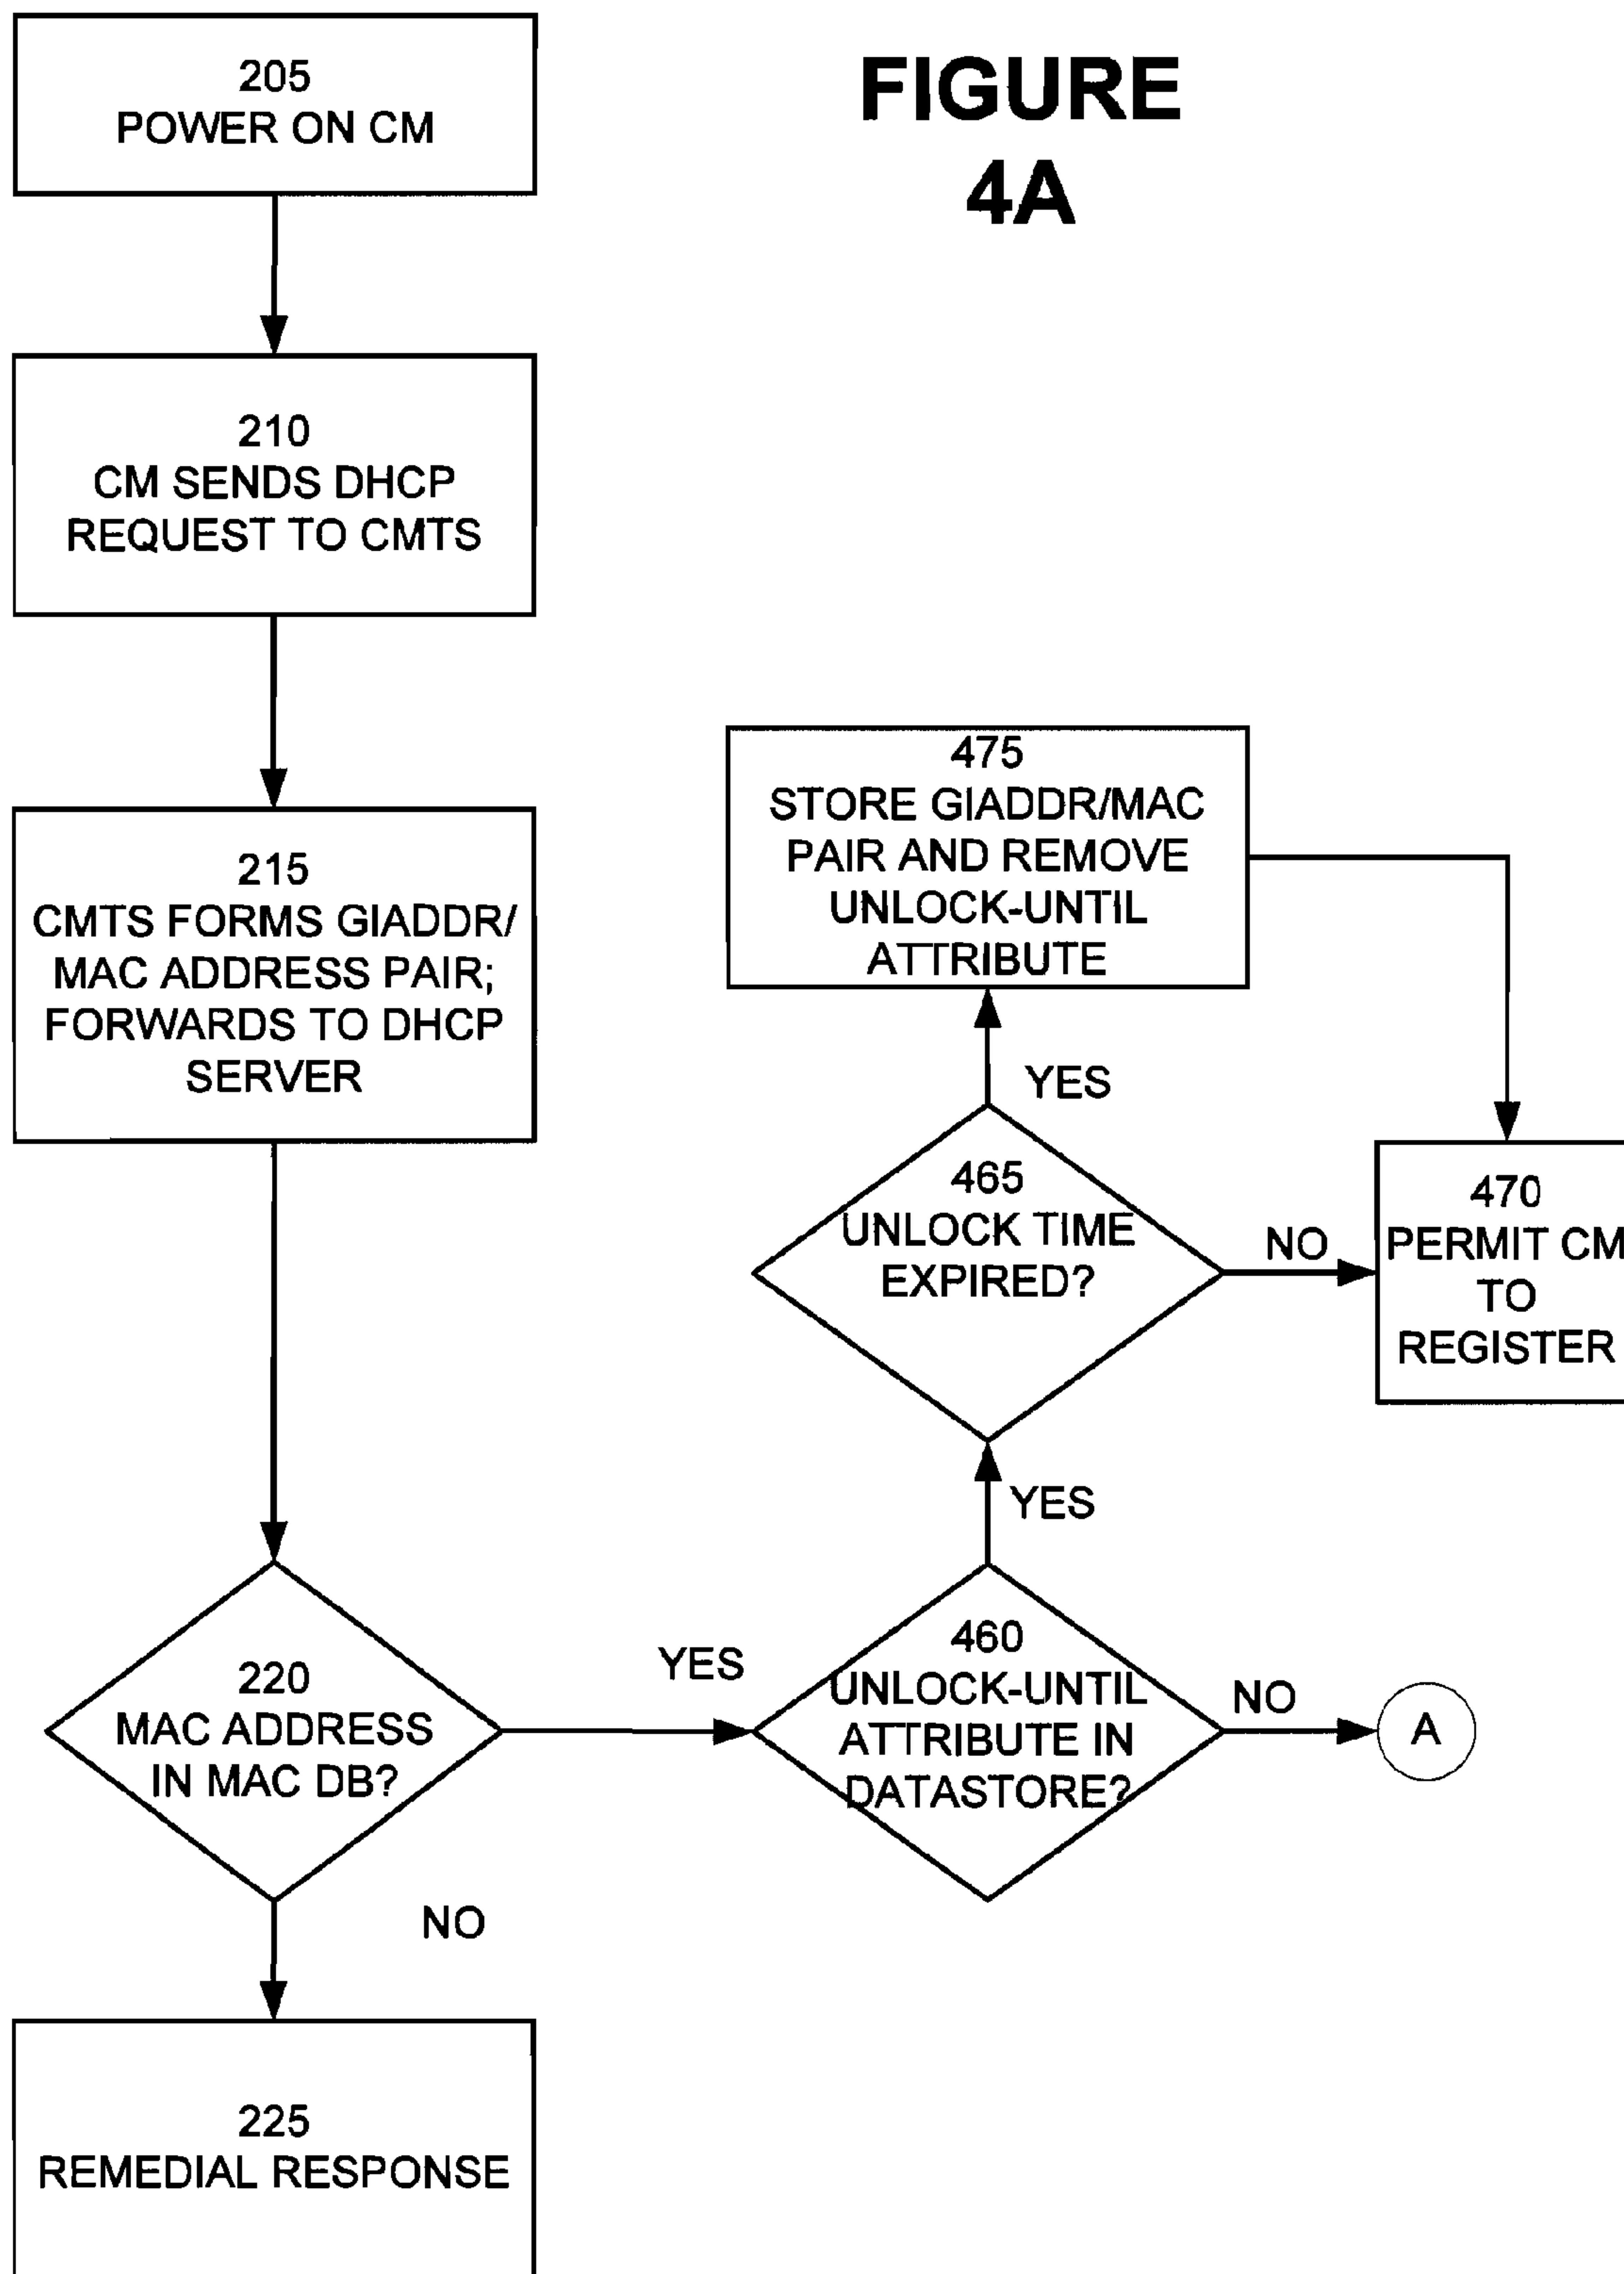 FIGURE
4A
205
POWER ON CM
210
CM SENDS DHCP
REQUEST TO CMTS
215
CMTS FORMS GIADDR/
MAC ADDRESS PAIR;
FORWARDS TO DHCP
SERVER
220
MAC ADDRESS
IN MAC DB?
NO
225
REMEDIAL RESPONSE
YES
460
UNLOCK-UNTIL
ATTRIBUTE IN
DATASTORE?
NO
A
YES
465
UNLOCK TIME
EXPIRED?
NO
YES
475
STORE GIADDR/MAC
PAIR AND REMOVE
UNLOCK-UNTIL
ATTRIBUTE
470
PERMIT CM
TO
REGISTER